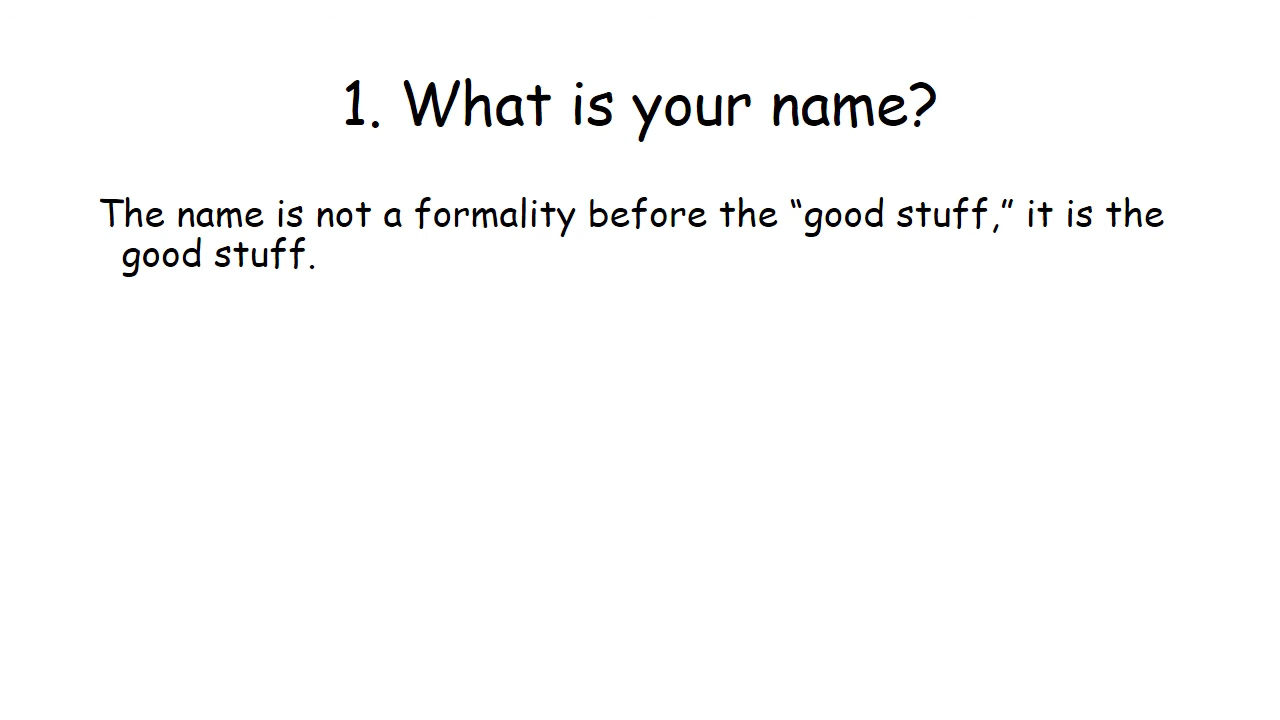 1. What is your name?
The name is not a formality before the “good stuff,” it is the
good stuff.